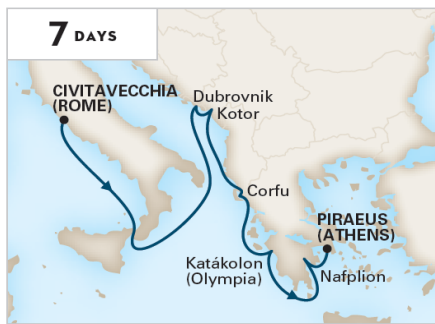 7 DAYS
CIVITAVECCHIA
(ROME)
Dubrovnik
Kotor
Corfu
PIRAEUS
(ATHENS)
Katákolon
(Olympia)
Nafplion